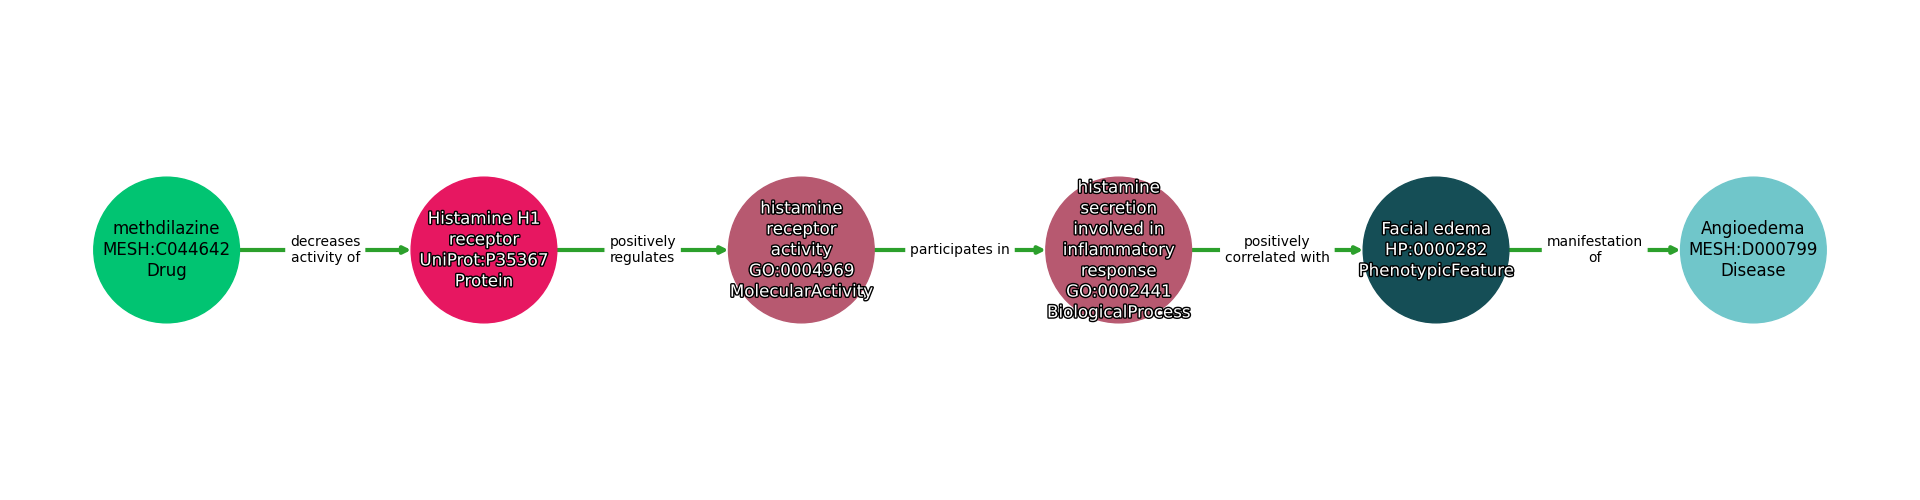 methdilazine
MESH:C044642
Drug
decreases
activity of
Histamine H1
receptor
UniProt:P35367
Protein
positively
regulates
histamine
receptor
activity
GO:0004969
MolecularActivity
participates in
histamine
secretion
involved in
inflammatory
response
GO:0002441
BiologicalProcess
positively
correlated with
Facial edema
HP:0000282
PhenotypicFeature
manifestation
of
Angioedema
MESH:D000799
Disease